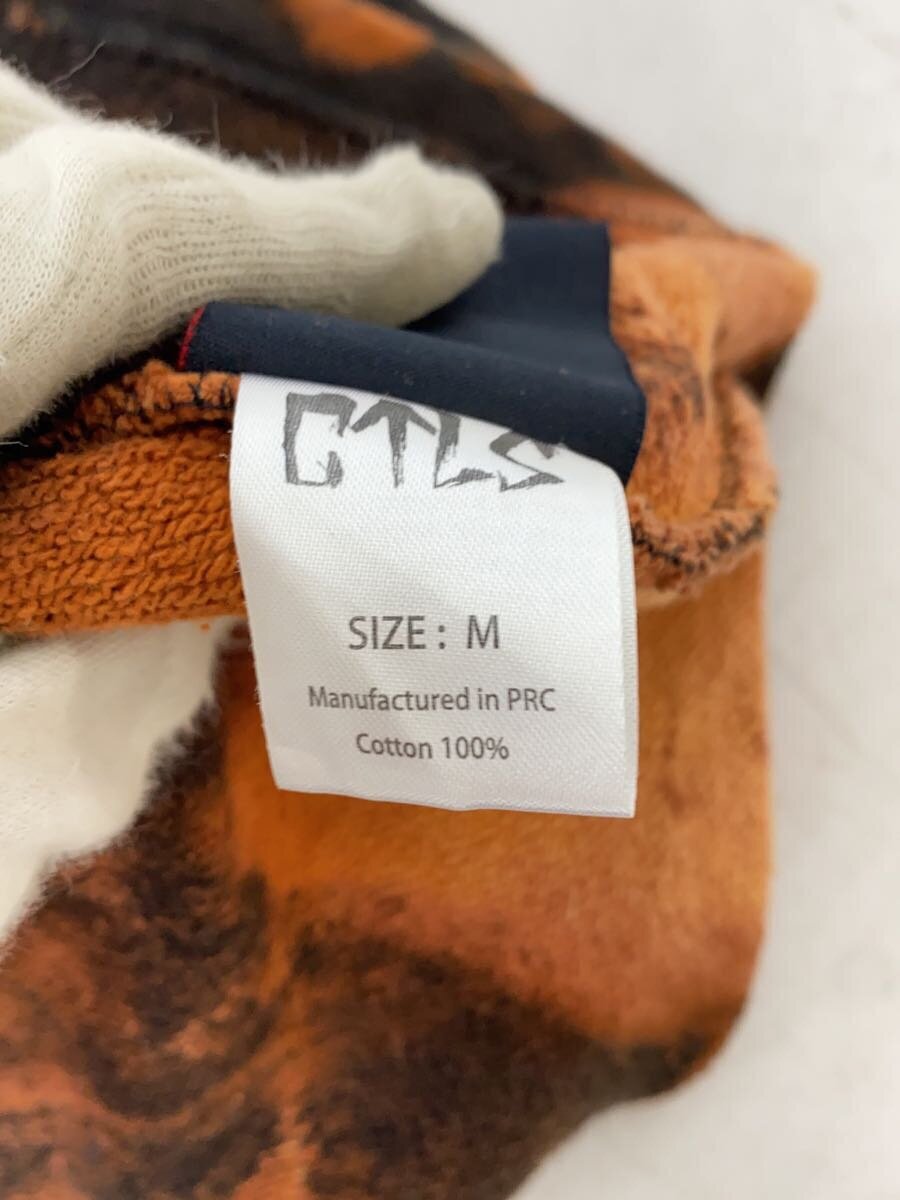 CTLS
SIZE : M
Manufactured in PRC
Cotton 100%